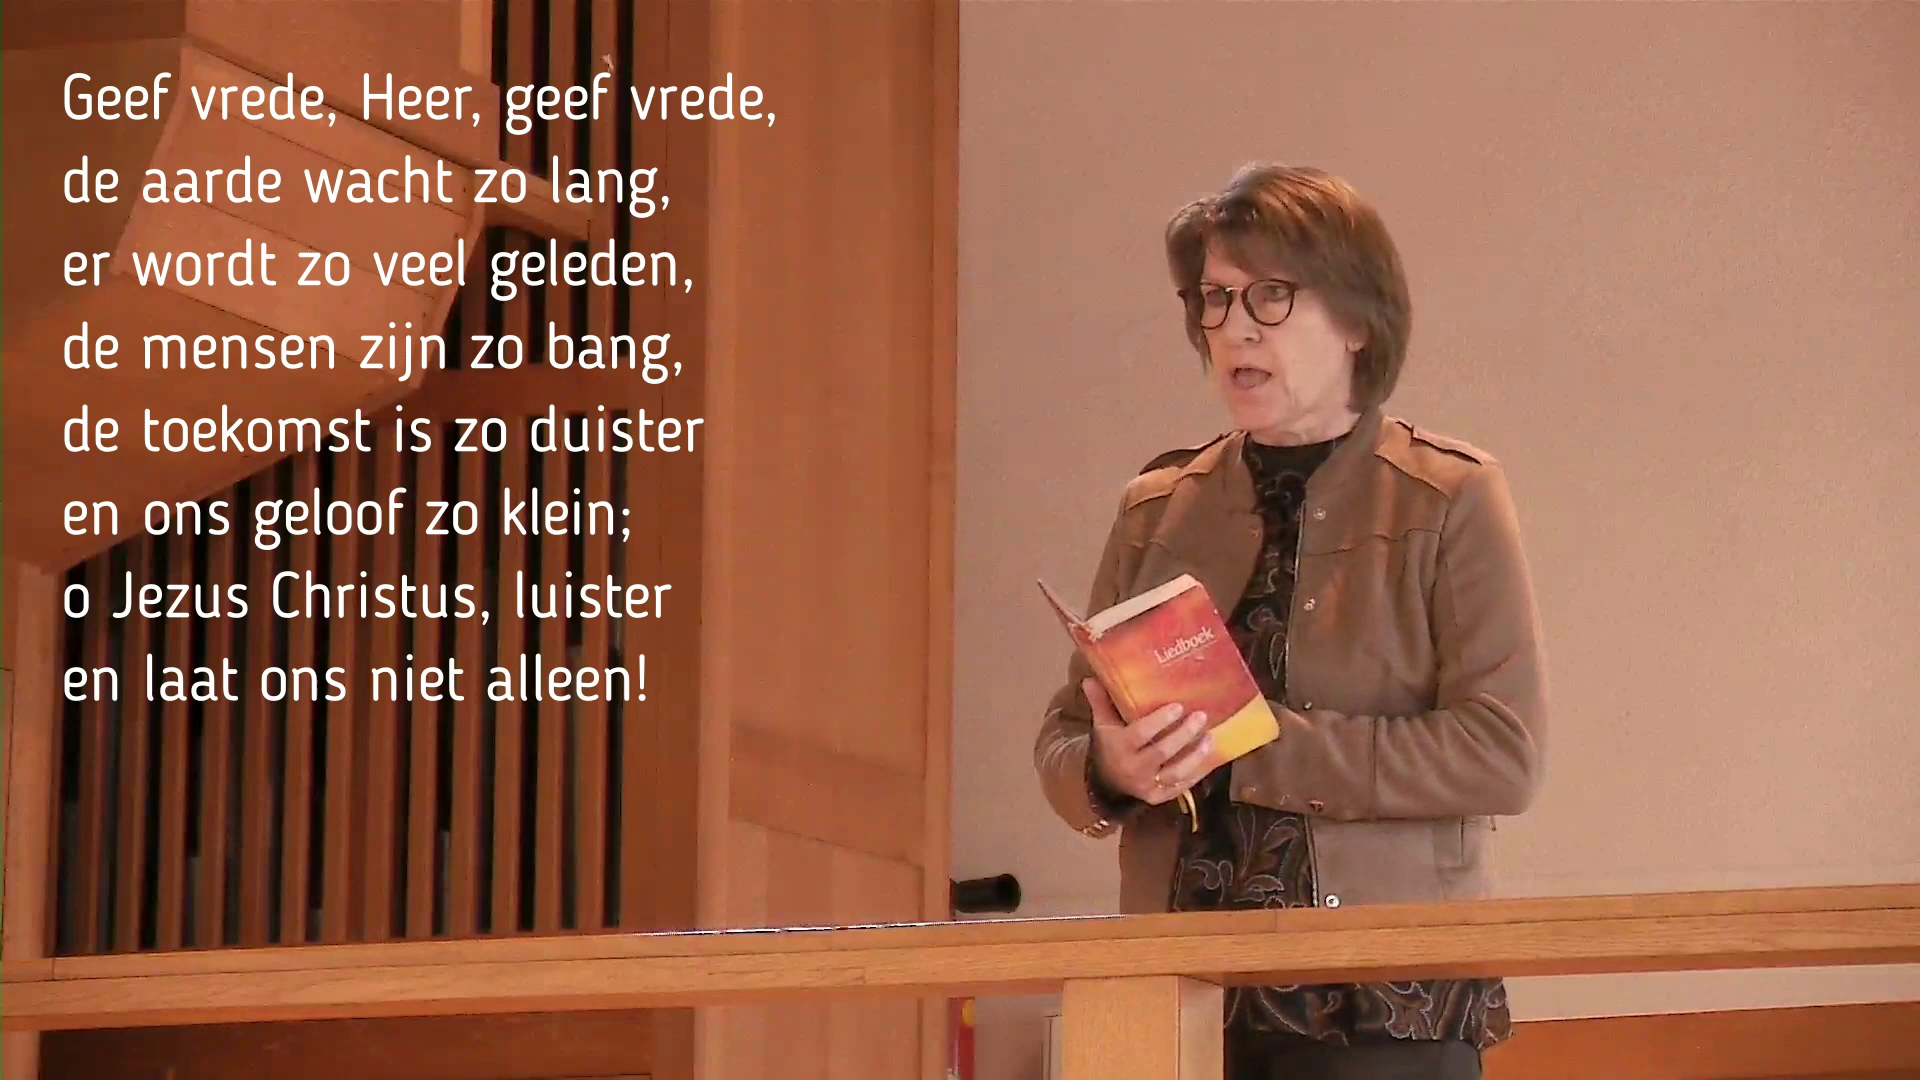 Geef vrede, Heer, geef vrede,
de aarde wacht zo lang,
er wordt zo veel geleden,
de mensen zijn zo bang,
de toekomst is zo duister
en ons geloof zo klein;
o Jezus Christus, luister
en laat ons niet alleen!
Liedboek